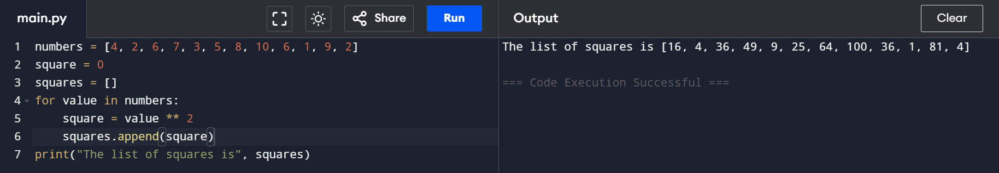 main.py
Share
Run
Output
Clear
1 numbers = [4, 2, 6, 7, 3, 5, 8, 10, 6, 1, 9, 2]
2 square = 0
3 squares = []
4 for value in numbers:
5     square = value ** 2
6     squares.append(square)
7 print("The list of squares is", squares)
The list of squares is [16, 4, 36, 49, 9, 25, 64, 100, 36, 1, 81, 4]
=== Code Execution Successful ===